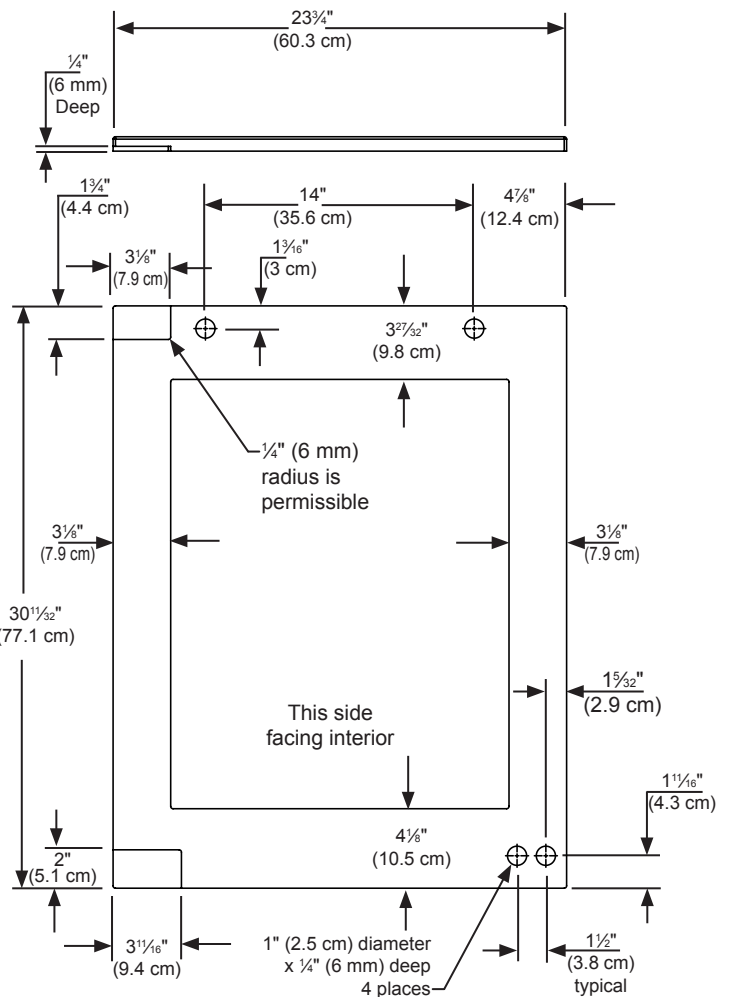 23¾"
(60.3 cm)
¼"
(6 mm)
Deep
1¾"
(4.4 cm)
14"
(35.6 cm)
4⅞"
(12.4 cm)
3⅛"
(7.9 cm)
1³⁄₁₆"
(3 cm)
3²⁷⁄₃₂"
(9.8 cm)
¼" (6 mm)
radius is
permissible
3⅛"
(7.9 cm)
3⅛"
(7.9 cm)
30¹¹⁄₃₂"
(77.1 cm)
1⁵⁄₃₂"
(2.9 cm)
This side
facing interior
1¹¹⁄₁₆"
(4.3 cm)
4⅛"
(10.5 cm)
2"
(5.1 cm)
3¹¹⁄₁₆"
(9.4 cm)
1" (2.5 cm) diameter
x ¼" (6 mm) deep
4 places
1½"
(3.8 cm)
typical